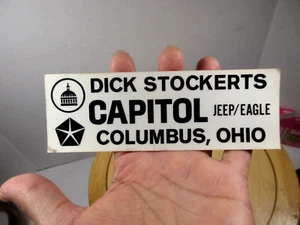 DICK STOCKERTS
CAPITOL JEEP/EAGLE
COLUMBUS, OHIO